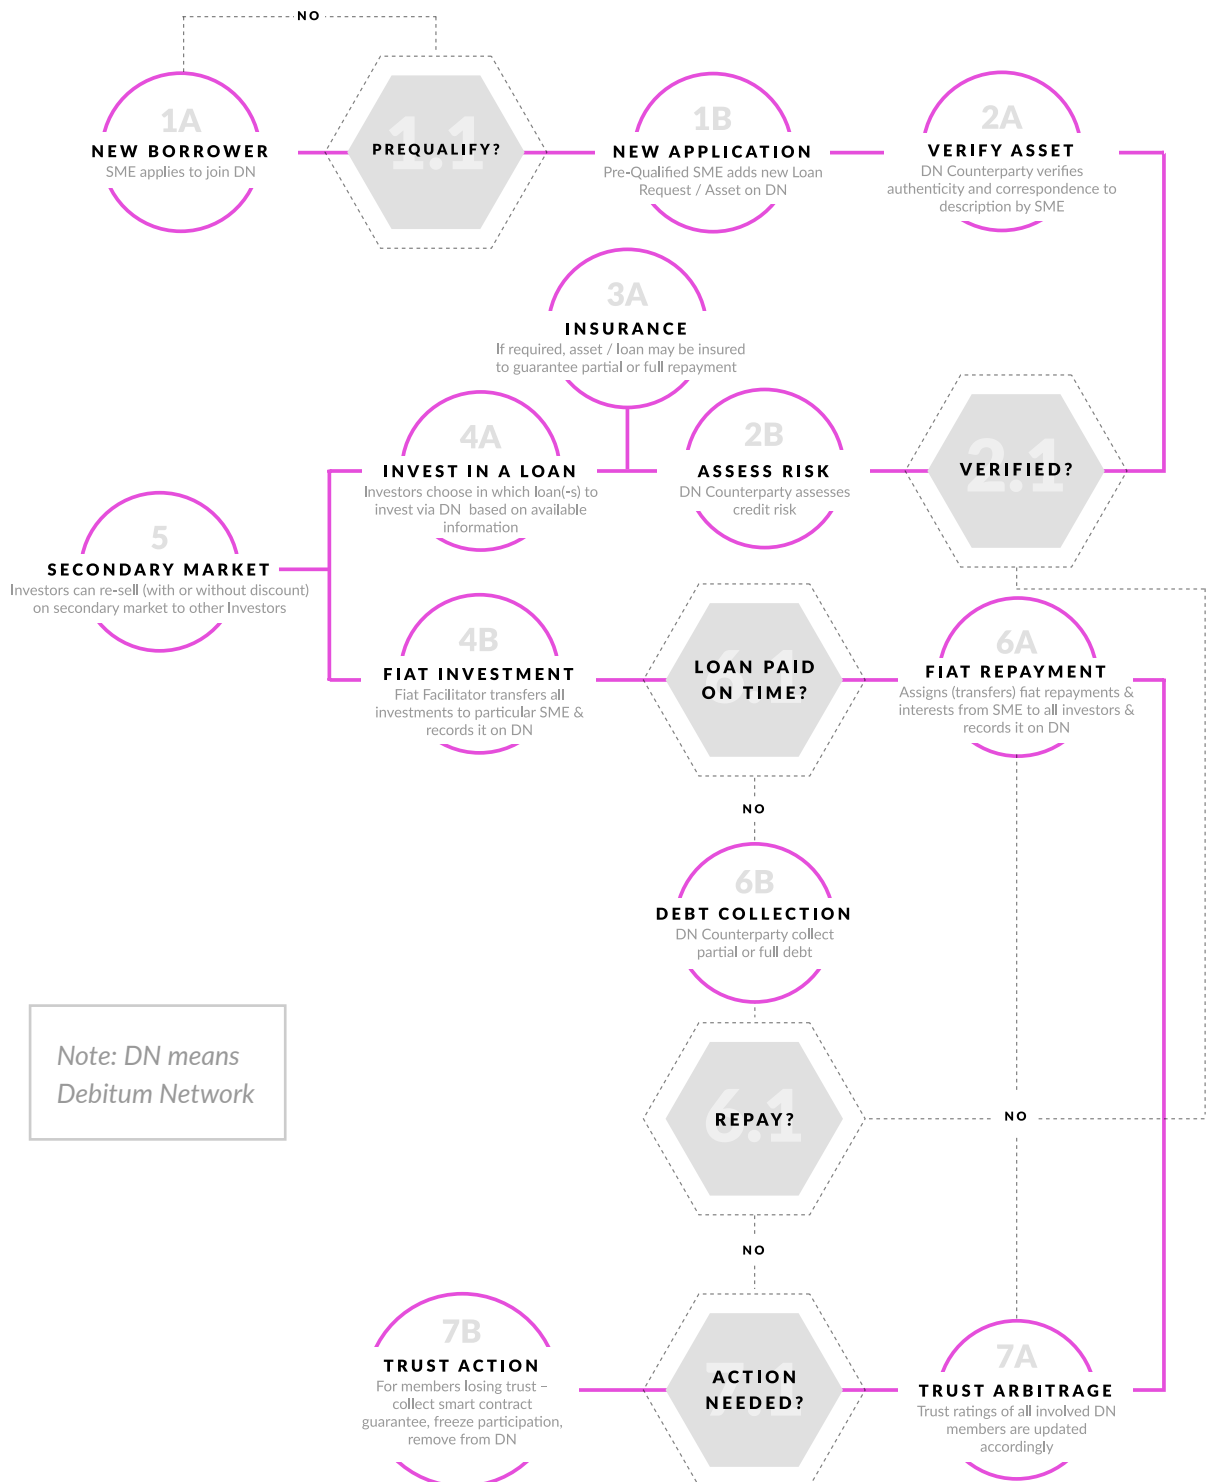 NO
1A
NEW BORROWER
SME applies to join DN
1.1
PREQUALIFY?
1B
NEW APPLICATION
Pre-Qualified SME adds new Loan
Request / Asset on DN
2A
VERIFY ASSET
DN Counterparty verifies
authenticity and correspondence to
description by SME
3A
INSURANCE
If required, asset / loan may be insured
to guarantee partial or full repayment
4A
INVEST IN A LOAN
Investors choose in which loan(-s) to
invest via DN based on available
information
2B
ASSESS RISK
DN Counterparty assesses
credit risk
2.1
VERIFIED?
5
SECONDARY MARKET
Investors can re-sell (with or without discount)
on secondary market to other Investors
4B
FIAT INVESTMENT
Fiat Facilitator transfers all
investments to particular SME &
records it on DN
6.1
LOAN PAID
ON TIME?
6A
FIAT REPAYMENT
Assigns (transfers) fiat repayments &
interests from SME to all investors &
records it on DN
NO
6B
DEBT COLLECTION
DN Counterparty collect
partial or full debt
Note: DN means
Debitum Network
6.1
REPAY?
NO
NO
7B
TRUST ACTION
For members losing trust –
collect smart contract
guarantee, freeze participation,
remove from DN
7.1
ACTION
NEEDED?
7A
TRUST ARBITRAGE
Trust ratings of all involved DN
members are updated
accordingly